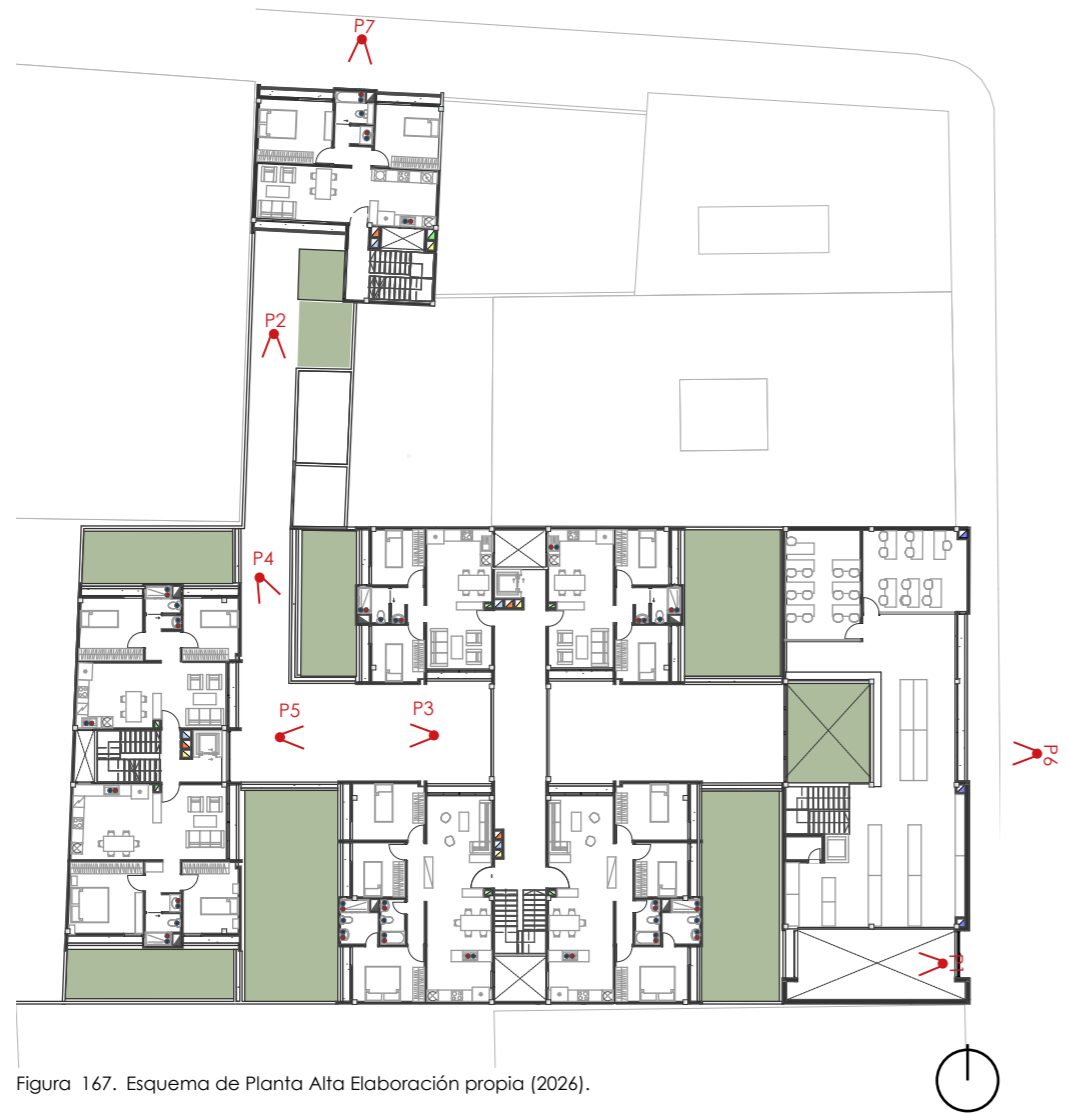 P7
P2
P4
P5
P3
P6
P1
Figura 167. Esquema de Planta Alta Elaboración propia (2026).